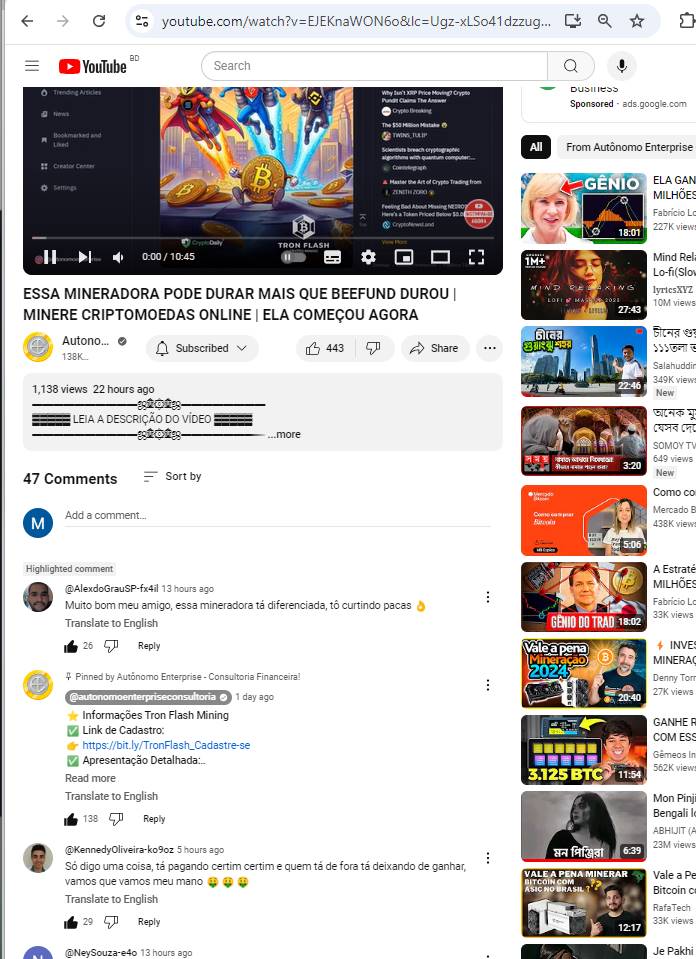 youtube.com/watch?v=EJEKnaWON6o&lc=Ugz-xLSo41dzzug...
YouTube BD
Search
Trending Articles
News
Bookmarked and
Liked
Creator Center
Settings
CryptoDaily
TRON FLASH
Why Isn't XRP Price Moving? Crypto
Pundit Claims The Answer
Crypto Breaking
The $50 Million Mistake
TWINS_TULIP
Scientists breach cryptographic
algorithms with quantum computer:...
Cointelegraph
Master the Art of Crypto Trading from
ZENITH ZORO
Feeling Bad About Missing
Here's a Token Priced Below
CryptoNewsLand
View More
0:00 / 10:45
ESSA MINERADORA PODE DURAR MAIS QUE BEEFUND DUROU |
MINERE CRIPTOMOEDAS ONLINE | ELA COMEÇOU AGORA
Autono...
138K...
Subscribed
443
Share
1,138 views 22 hours ago
LEIA A DESCRIÇÃO DO VÍDEO
...more
47 Comments
Sort by
M
Add a comment...
Highlighted comment
@AlexdoGrauSP-fx4il 13 hours ago
Muito bom meu amigo, essa mineradora tá diferenciada, tô curtindo pacas 👌
Translate to English
26 Reply
Pinned by Autônomo Enterprise - Consultoria Financeira!
@autonomoenterpriseconsultoria 1 day ago
⭐ Informações Tron Flash Mining
✅ Link de Cadastro:
👉 https://bit.ly/TronFlash_Cadastre-se
✅ Apresentação Detalhada:..
Read more
Translate to English
138 Reply
@KennedyOliveira-ko9oz 5 hours ago
Só digo uma coisa, tá pagando certim certim e quem tá de fora tá deixando de ganhar,
vamos que vamos meu mano 🤑 🤑 🤑
Translate to English
29 Reply
@NeySouza-e4o 13 hours ago
Business
Sponsored · ads.google.com
All
From Autônomo Enterprise
GÊNIO
18:01
ELA GAN
MILHÕES
Fabrício Lo
227K views
1M+
MIND RELAXING
27:43
Mind Rela
Lo-fi(Slow
lyricsXYZ
10M views
চীনের
গুয়াংঝু শহর
22:46
চীনের গুয়
১১১তলা
Salahuddin
349K views
New
সময়
3:20
অনেক মু
যেসব দে
SOMOY TV
649 views
New
Mercado
Bitcoin
Como comprar
Bitcoin
5:06
Como co
Mercado B
438K views
GÊNIO DO TRAD
18:02
A Estraté
MILHÕES
Fabrício Lo
33K views
Vale a pena
Mineração
2024
20:40
⚡ INVES
MINERAÇ
Denny Torr
27K views
3.125 BTC
11:54
GANHE R
COM ESS
Gêmeos In
562K views
মন পিঞ্জিরা
6:39
Mon Pinji
Bengali lo
ABHIJIT (A
23M views
VALE A PENA MINERAR
BITCOIN COM
ASIC NO BRASIL?
12:17
Vale a Pe
Bitcoin co
RafaTech
33K views
Je Pakhi